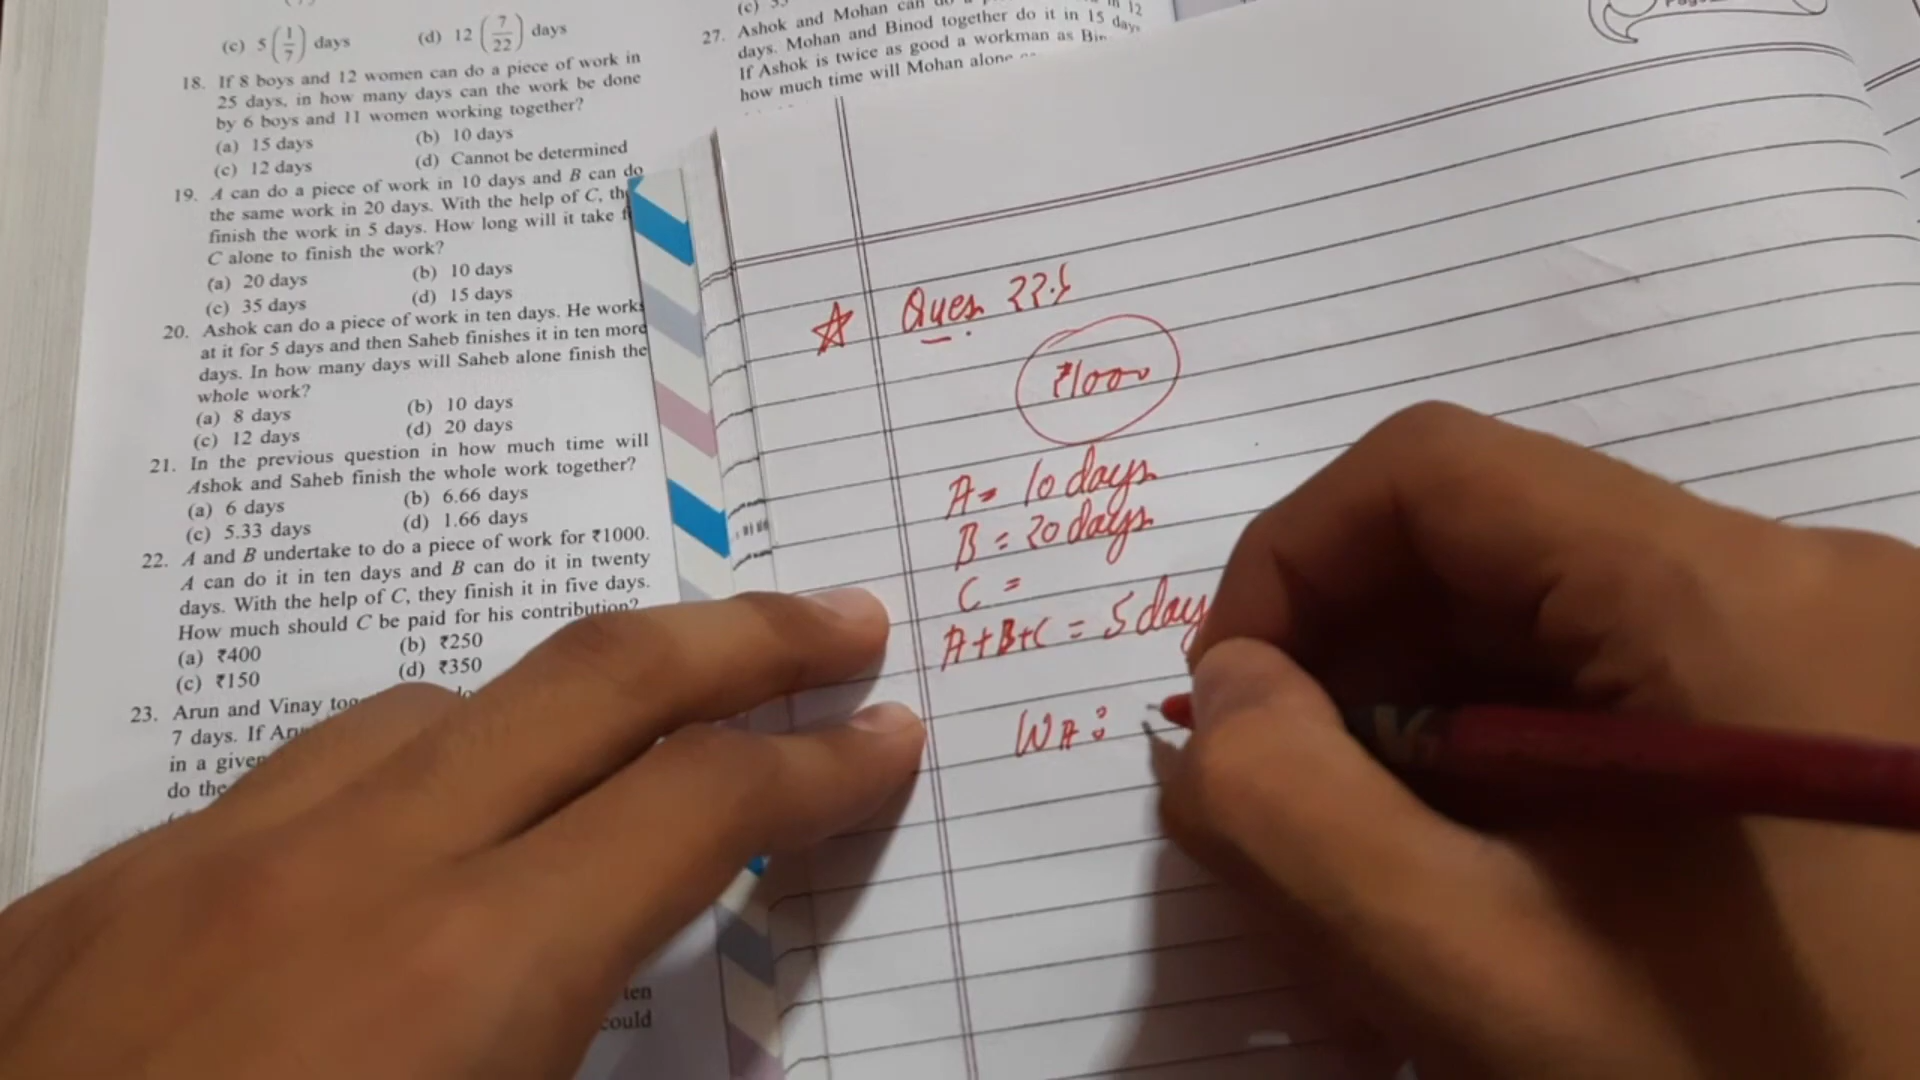 (c) 5 (1/7) days (d) 12 (7/22) days
18. If 8 boys and 12 women can do a piece of work in
25 days, in how many days can the work be done
by 6 boys and 11 women working together?
(a) 15 days (b) 10 days
(c) 12 days (d) Cannot be determined
19. A can do a piece of work in 10 days and B can do
the same work in 20 days. With the help of C, the
finish the work in 5 days. How long will it take f
C alone to finish the work?
(a) 20 days (b) 10 days
(c) 35 days (d) 15 days
20. Ashok can do a piece of work in ten days. He works
at it for 5 days and then Saheb finishes it in ten more
days. In how many days will Saheb alone finish the
whole work?
(a) 8 days (b) 10 days
(c) 12 days (d) 20 days
21. In the previous question in how much time will
Ashok and Saheb finish the whole work together?
(a) 6 days (b) 6.66 days
(c) 5.33 days (d) 1.66 days
22. A and B undertake to do a piece of work for ₹1000.
A can do it in ten days and B can do it in twenty
days. With the help of C, they finish it in five days.
How much should C be paid for his contribution?
(a) ₹400 (b) ₹250
(c) ₹150 (d) ₹350
23. Arun and Vinay tog
7 days. If Aru
in a given
do the
ten
could
27. Ashok and Mohan can do a in 12
days. Mohan and Binod together do it in 15 days
If Ashok is twice as good a workman as Bin
how much time will Mohan alone
Ques. 22.
₹1000
A = 10 days
B = 20 days
C =
A+B+C = 5 day
WA :